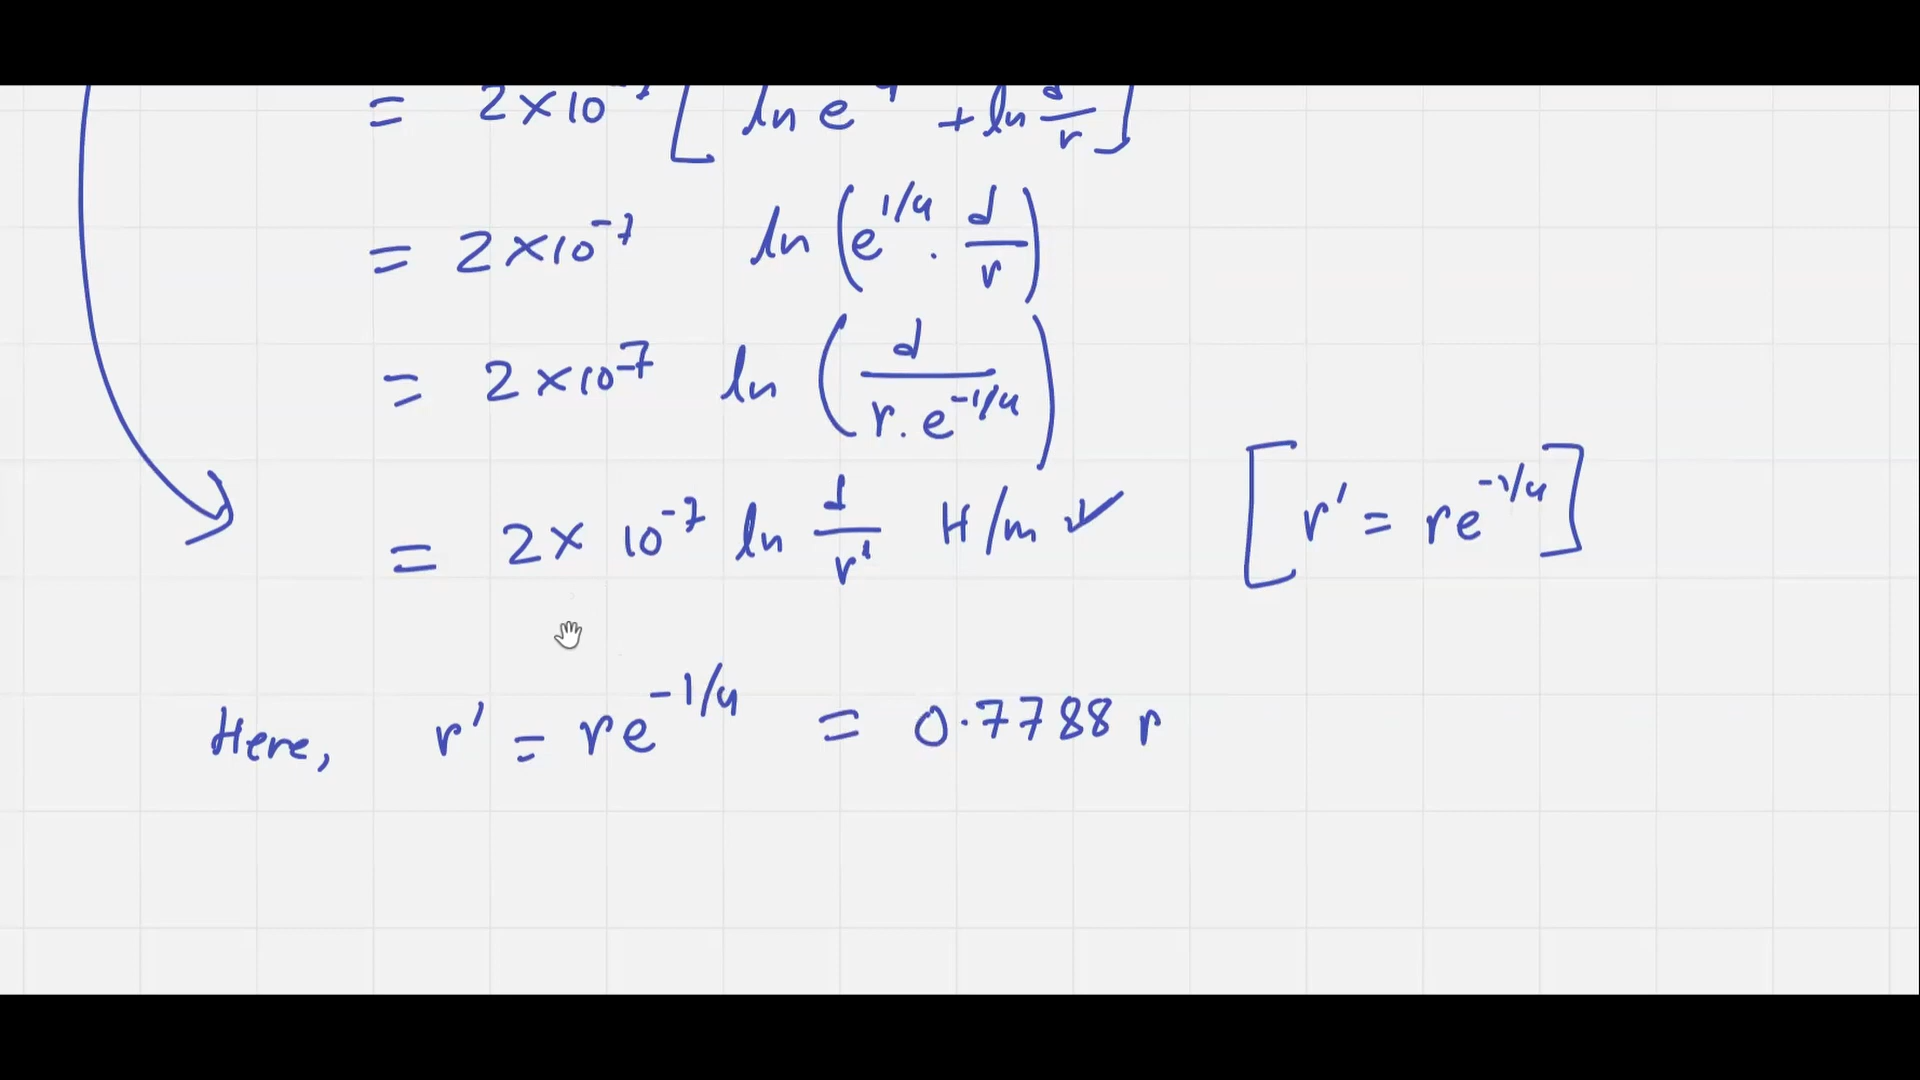 = 2×10⁻⁷ [ ln e + ln d/r ]
= 2×10⁻⁷ ln (e^1/4 . d/r)
= 2×10⁻⁷ ln (d / r.e^-1/4)
= 2×10⁻⁷ ln d/r' H/m ✓ [r' = re^-1/4]
Here, r' = re^-1/4 = 0.7788 r